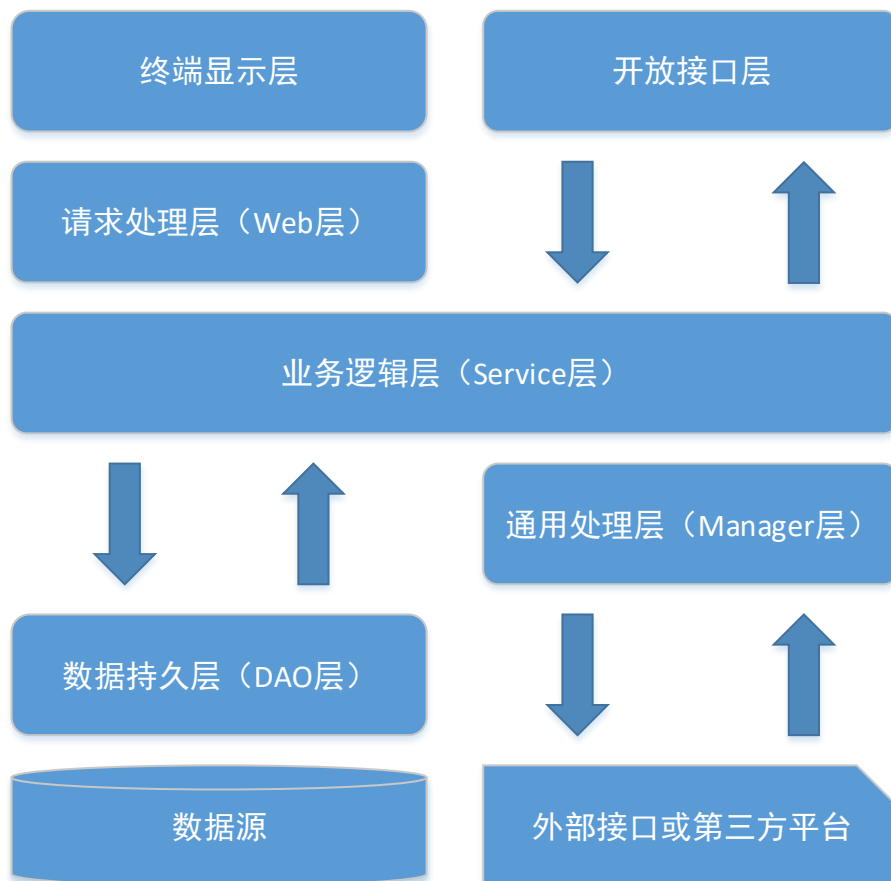 终端显示层
开放接口层
请求处理层（Web层）
业务逻辑层（Service层）
通用处理层（Manager层）
数据持久层（DAO层）
数据源
外部接口或第三方平台